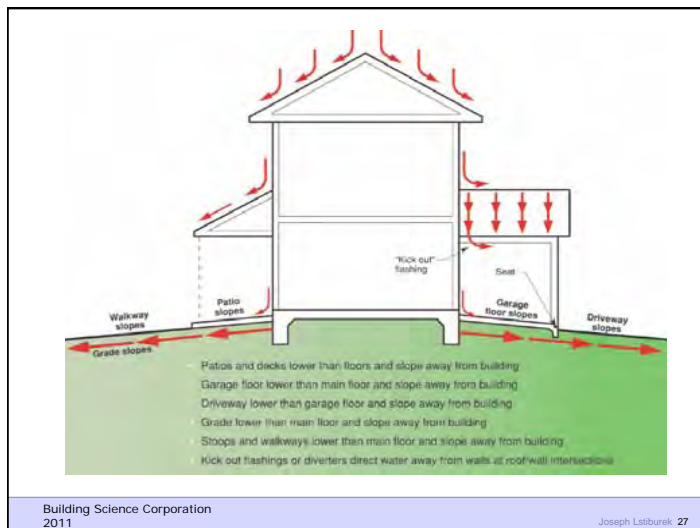 "Kick out"
flashing
Seat
Walkway
slopes
Patio
slopes
Garage
floor slopes
Driveway
slopes
Grade slopes
Patios and decks lower than floors and slope away from building
Garage floor lower than main floor and slope away from building
Driveway lower than garage floor and slope away from building
Grade lower than main floor and slope away from building
Stoops and walkways lower than main floor and slope away from building
Kick out flashings or diverters direct water away from walls at roof/wall intersections
Building Science Corporation
2011
Joseph Lstiburek 27